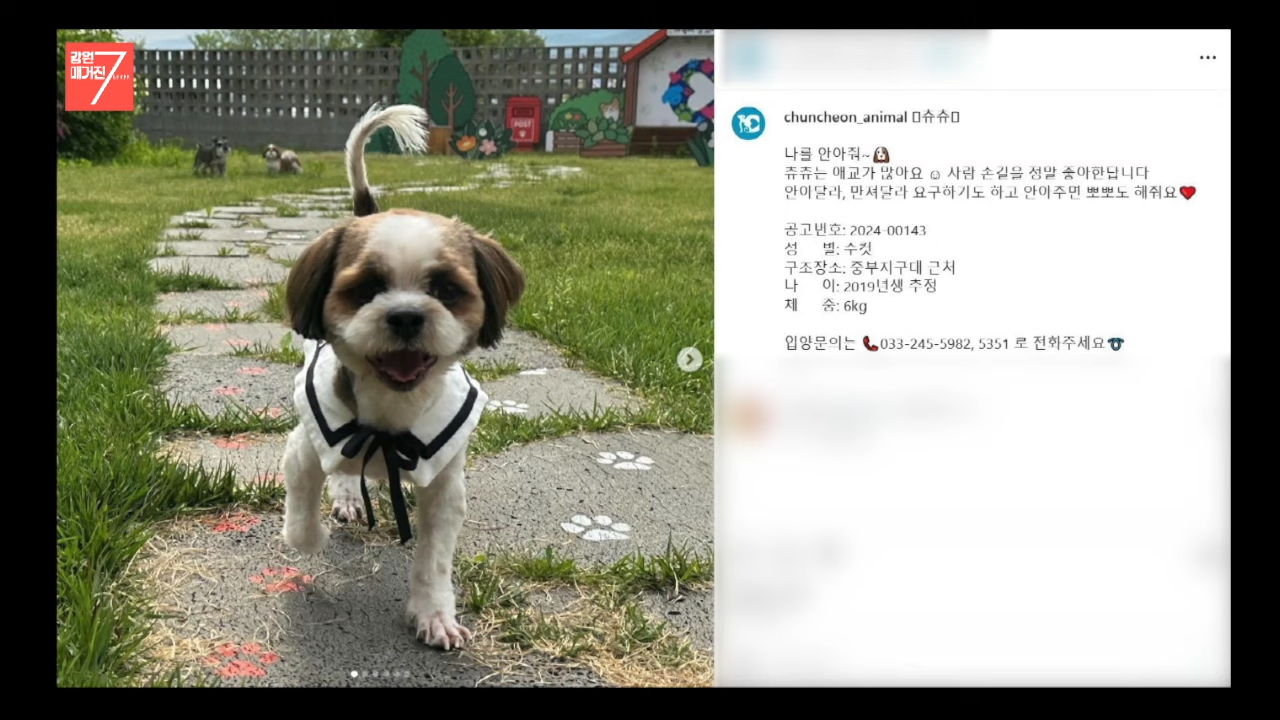 강원
매거진 7
POST
chuncheon_animal 슈슈
나를 안아줘~
츄츄는 애교가 많아요 ☺ 사람 손길을 정말 좋아한답니다
안아달라, 만져달라 요구하기도 하고 안아주면 뽀뽀도 해줘요❤
공고번호: 2024-00143
성 별: 수컷
구조장소: 중부지구대 근처
나 이: 2019년생 추정
체 중: 6kg
입양문의는 📞033-245-5982, 5351 로 전화주세요